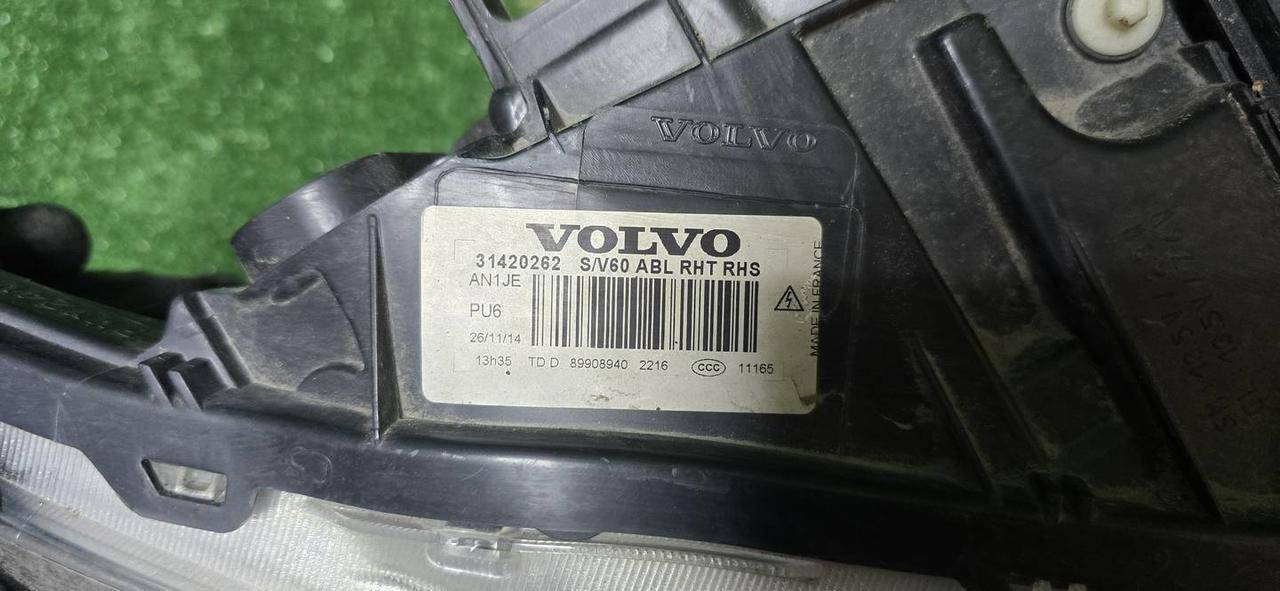 VOLVO
VOLVO
31420262 S/V60 ABL RHT RHS
AN1JE
PU6
26/11/14
13h35 TD D 89908940 2216 CCC 11165
MADE IN FRANCE